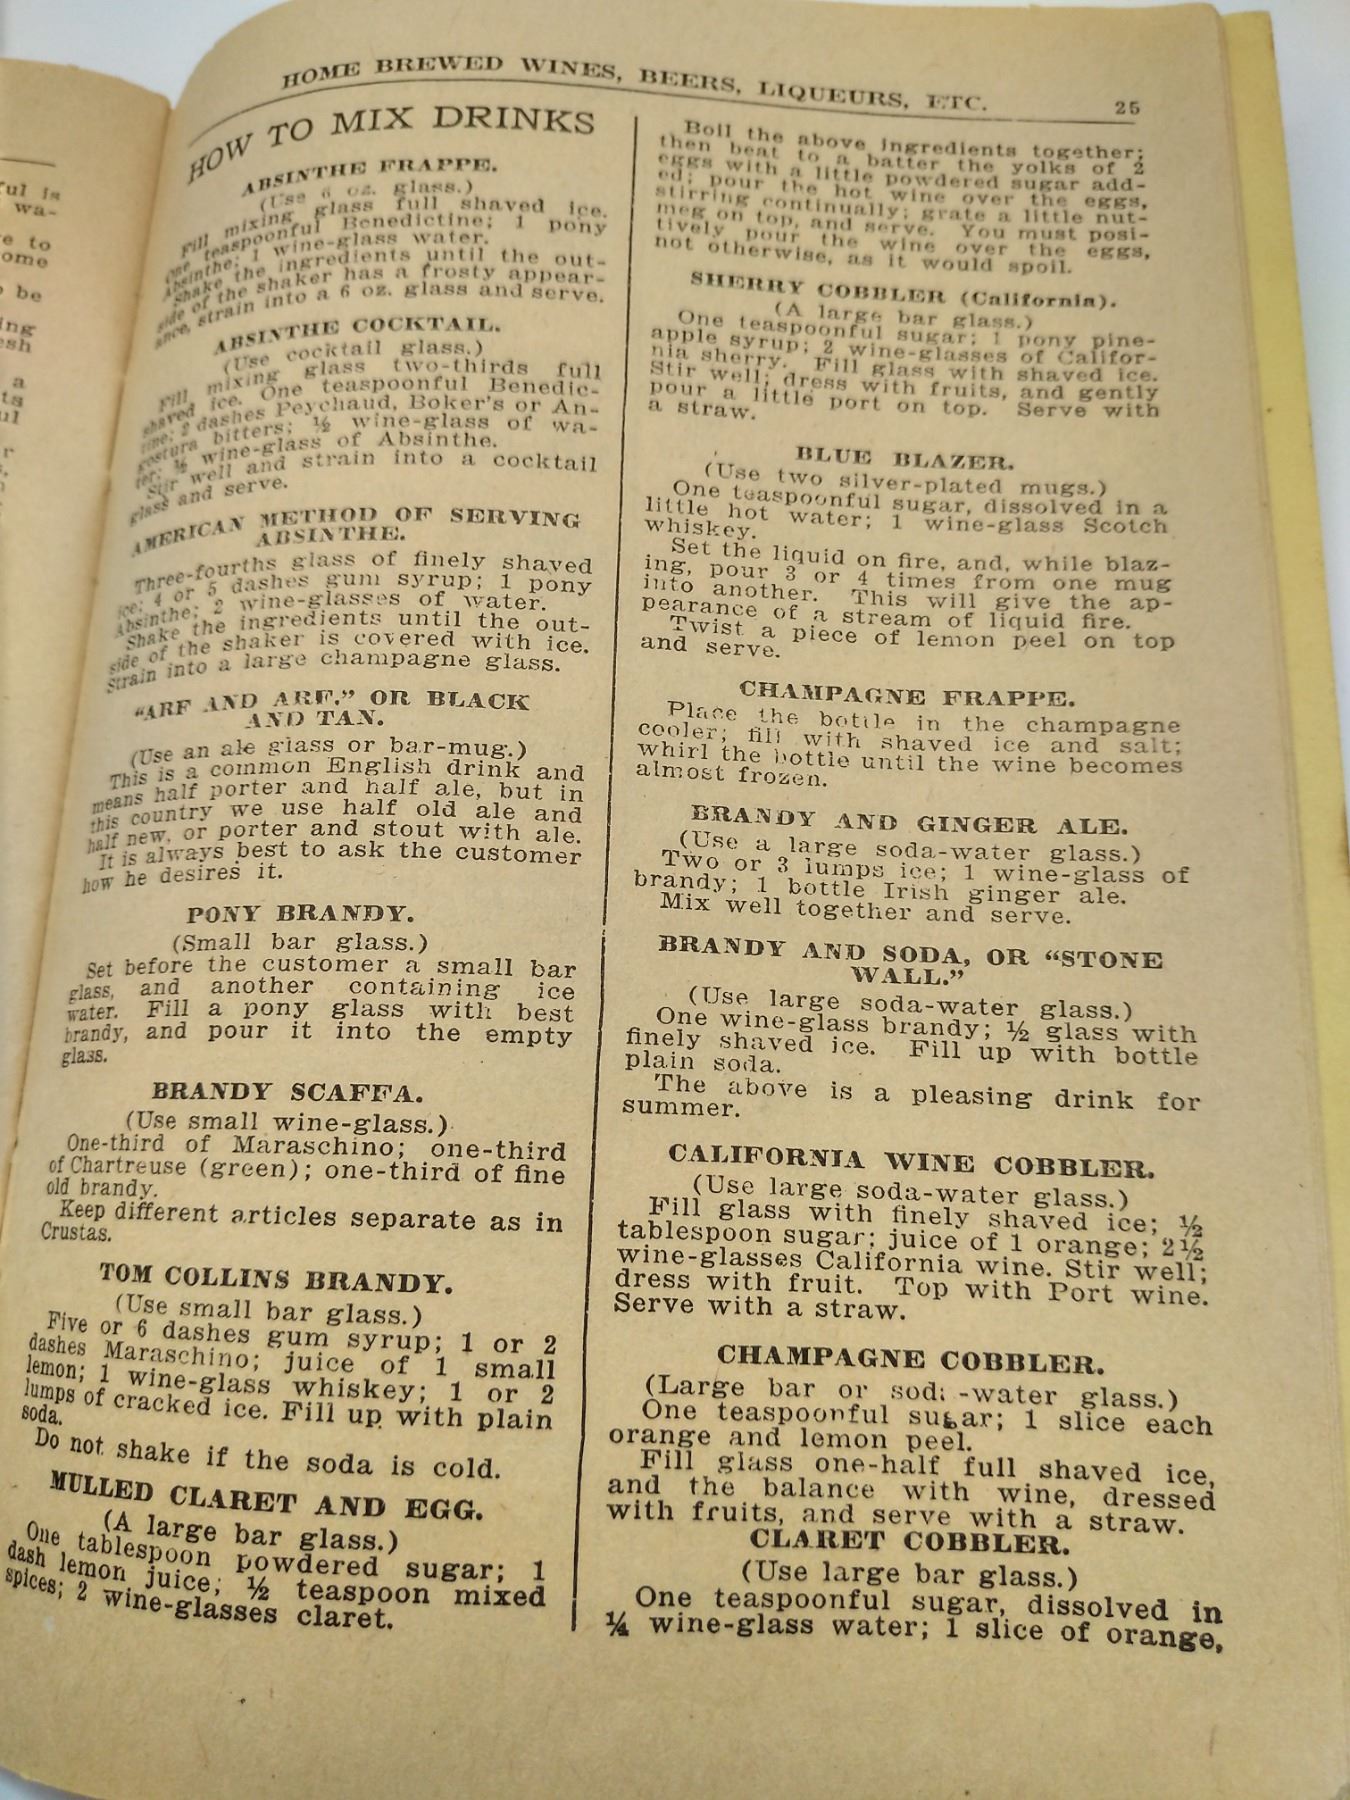 HOME BREWED WINES, BEERS, LIQUEURS, ETC. 25
HOW TO MIX DRINKS
ABSINTHE FRAPPE.
(Use 6 oz. glass.)
Fill mixing glass full shaved ice.
One teaspoonful Benedictine; 1 pony
Absinthe; 1 wine-glass water.
Shake the ingredients until the out-
side of the shaker has a frosty appear-
ance, strain into a 6 oz. glass and serve.
ABSINTHE COCKTAIL.
(Use cocktail glass.)
Fill mixing glass two-thirds full
shaved ice. One teaspoonful Benedic-
tine; 2 dashes Peychaud, Boker's or An-
gostura bitters; ½ wine-glass of wa-
ter; ½ wine-glass of Absinthe.
Stir well and strain into a cocktail
glass and serve.
AMERICAN METHOD OF SERVING
ABSINTHE.
Three-fourths glass of finely shaved
ice; 4 or 5 dashes gum syrup; 1 pony
Absinthe; 2 wine-glasses of water.
Shake the ingredients until the out-
side of the shaker is covered with ice.
Strain into a large champagne glass.
"ARF AND ARF," OR BLACK
AND TAN.
(Use an ale glass or bar-mug.)
This is a common English drink and
means half porter and half ale, but in
this country we use half old ale and
half new, or porter and stout with ale.
It is always best to ask the customer
how he desires it.
PONY BRANDY.
(Small bar glass.)
Set before the customer a small bar
glass, and another containing ice
water. Fill a pony glass with best
brandy, and pour it into the empty
glass.
BRANDY SCAFFA.
(Use small wine-glass.)
One-third of Maraschino; one-third
of Chartreuse (green); one-third of fine
old brandy.
Keep different articles separate as in
Crustas.
TOM COLLINS BRANDY.
(Use small bar glass.)
Five or 6 dashes gum syrup; 1 or 2
dashes Maraschino; juice of 1 small
lemon; 1 wine-glass whiskey; 1 or 2
lumps of cracked ice. Fill up with plain
soda.
Do not shake if the soda is cold.
MULLED CLARET AND EGG.
(A large bar glass.)
One tablespoon powdered sugar; 1
dash lemon juice; ½ teaspoon mixed
spices; 2 wine-glasses claret.
Boil the above ingredients together;
then beat to a batter the yolks of 2
eggs with a little powdered sugar add-
ed; pour the hot wine over the eggs,
stirring continually; grate a little nut-
meg on top, and serve. You must posi-
tively pour the wine over the eggs,
not otherwise, as it would spoil.
SHERRY COBBLER (California).
(A large bar glass.)
One teaspoonful sugar; 1 pony pine-
apple syrup; 2 wine-glasses of Califor-
nia sherry. Fill glass with shaved ice.
Stir well; dress with fruits, and gently
pour a little port on top. Serve with
a straw.
BLUE BLAZER.
(Use two silver-plated mugs.)
One teaspoonful sugar, dissolved in a
little hot water; 1 wine-glass Scotch
whiskey.
Set the liquid on fire, and, while blaz-
ing, pour 3 or 4 times from one mug
into another. This will give the ap-
pearance of a stream of liquid fire.
Twist a piece of lemon peel on top
and serve.
CHAMPAGNE FRAPPE.
Place the bottle in the champagne
cooler; fill with shaved ice and salt;
whirl the bottle until the wine becomes
almost frozen.
BRANDY AND GINGER ALE.
(Use a large soda-water glass.)
Two or 3 lumps ice; 1 wine-glass of
brandy; 1 bottle Irish ginger ale.
Mix well together and serve.
BRANDY AND SODA, OR "STONE
WALL."
(Use large soda-water glass.)
One wine-glass brandy; ½ glass with
finely shaved ice. Fill up with bottle
plain soda.
The above is a pleasing drink for
summer.
CALIFORNIA WINE COBBLER.
(Use large soda-water glass.)
Fill glass with finely shaved ice; ½
tablespoon sugar; juice of 1 orange; 2½
wine-glasses California wine. Stir well;
dress with fruit. Top with Port wine.
Serve with a straw.
CHAMPAGNE COBBLER.
(Large bar or soda-water glass.)
One teaspoonful sugar; 1 slice each
orange and lemon peel.
Fill glass one-half full shaved ice,
and the balance with wine, dressed
with fruits, and serve with a straw.
CLARET COBBLER.
(Use large bar glass.)
One teaspoonful sugar, dissolved in
¼ wine-glass water; 1 slice of orange,